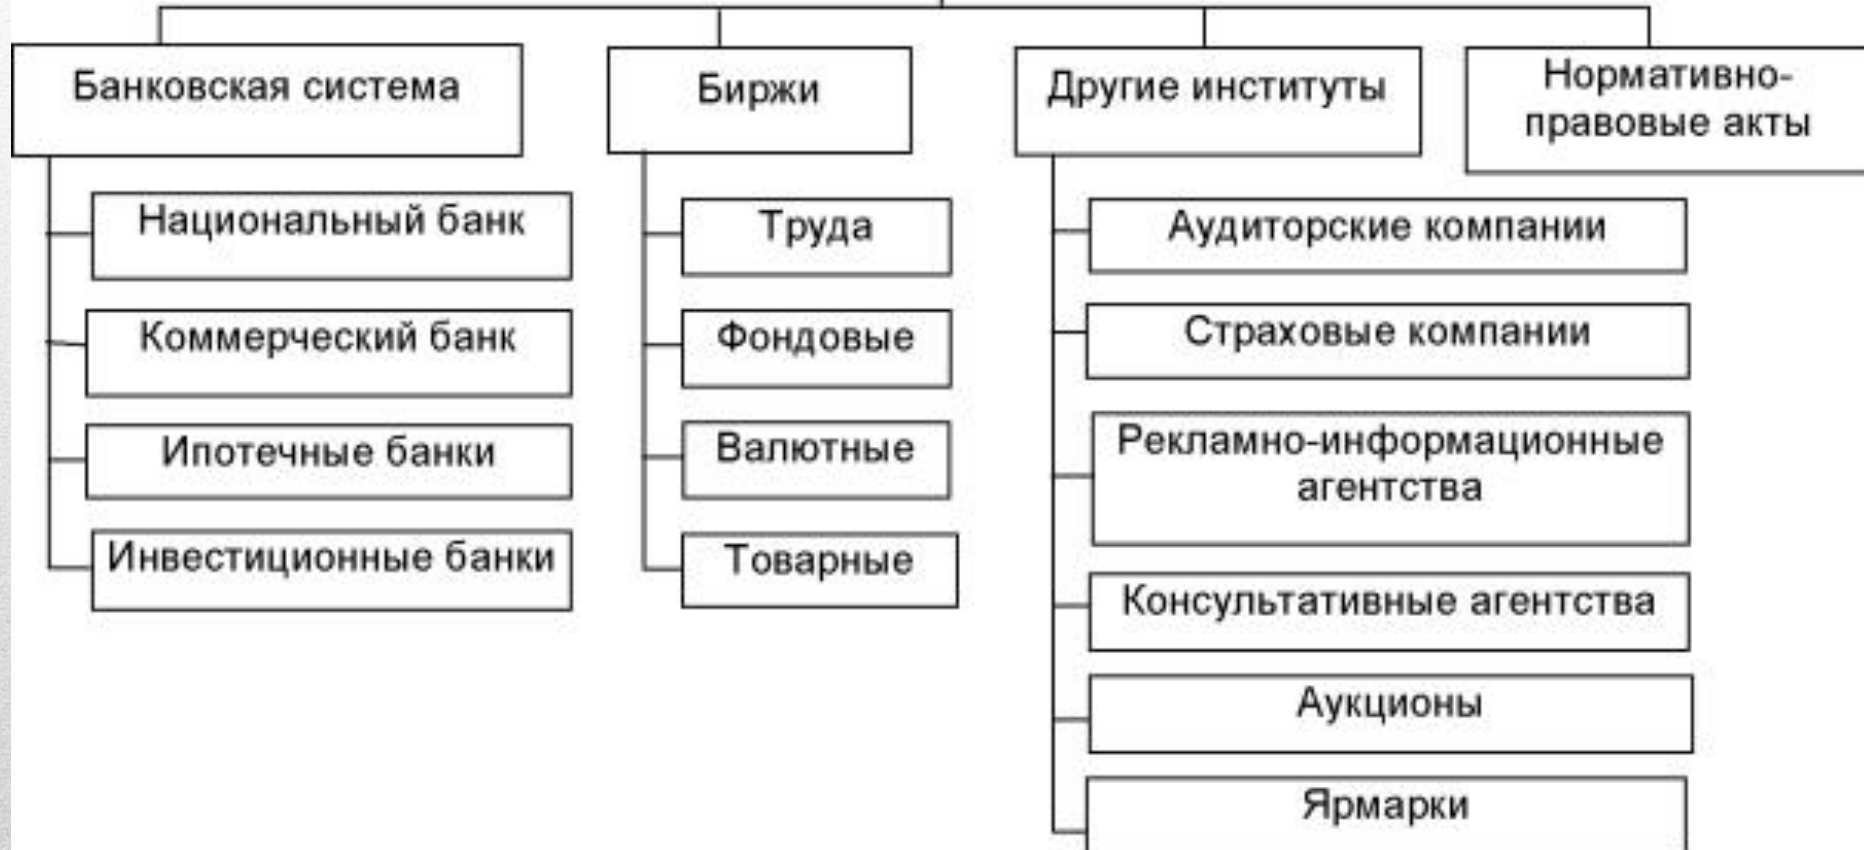 Банковская система
Национальный банк
Коммерческий банк
Ипотечные банки
Инвестиционные банки
Биржи
Труда
Фондовые
Валютные
Товарные
Другие институты
Аудиторские компании
Страховые компании
Рекламно-информационные
агентства
Консультативные агентства
Аукционы
Ярмарки
Нормативно-
правовые акты